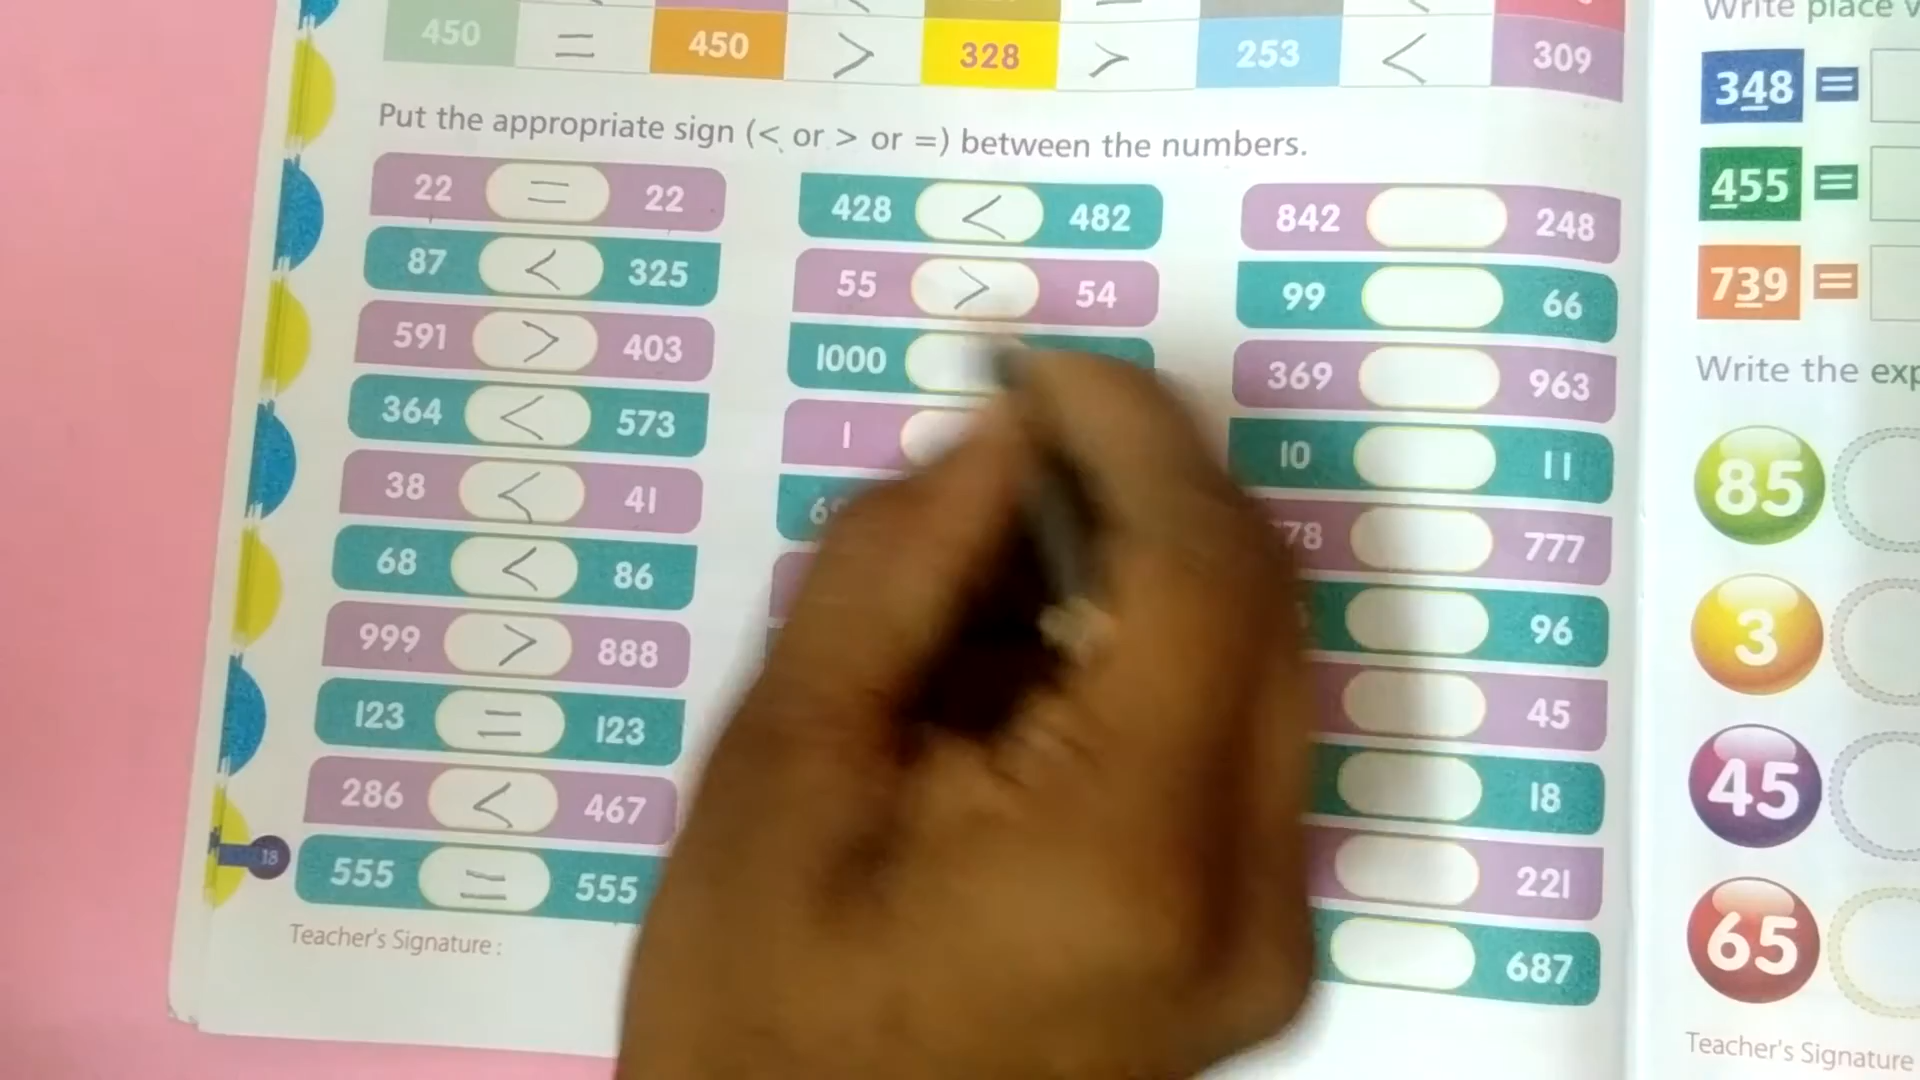 450 = 450 > 328 > 253 < 309
Put the appropriate sign (< or > or =) between the numbers.
22 = 22
87 < 325
591 > 403
364 < 573
38 < 41
68 < 86
999 > 888
123 = 123
286 < 467
555 = 555
428 < 482
55 > 54
1000
1
842 248
99 66
369 963
10 11
777
96
45
18
221
687
18
Teacher's Signature :
Write place
348 =
455 =
739 =
Write the
85
3
45
65
Teacher's Signature